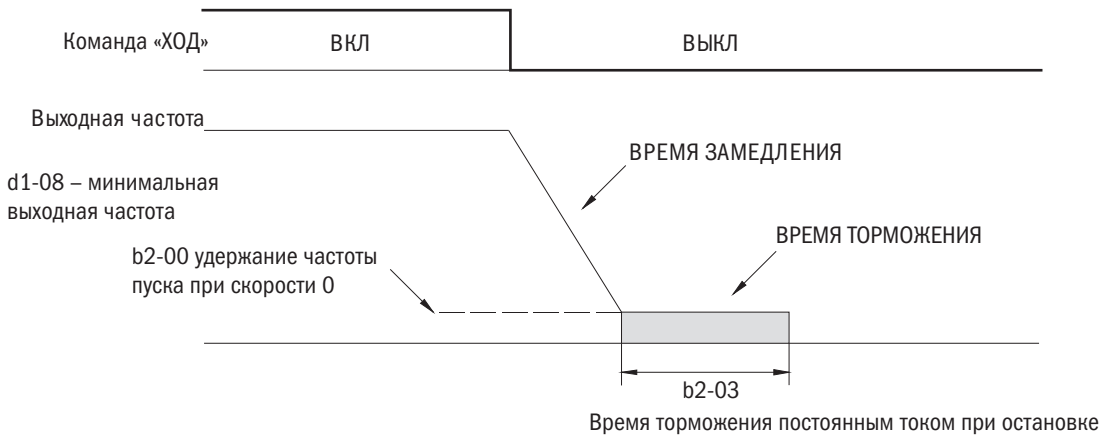 Команда «ХОД»
ВКЛ
ВЫКЛ
Выходная частота
ВРЕМЯ ЗАМЕДЛЕНИЯ
d1-08 – минимальная
выходная частота
ВРЕМЯ ТОРМОЖЕНИЯ
b2-00 удержание частоты
пуска при скорости 0
b2-03
Время торможения постоянным током при остановке